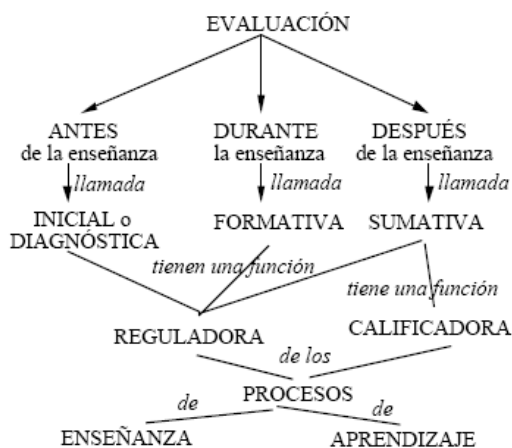 EVALUACIÓN
ANTES
de la enseñanza
DURANTE
la enseñanza
DESPUÉS
de la enseñanza
llamada
llamada
llamada
INICIAL o
DIAGNÓSTICA
FORMATIVA
SUMATIVA
tienen una función
tiene una función
REGULADORA
CALIFICADORA
de los
PROCESOS
de
de
ENSEÑANZA
APRENDIZAJE